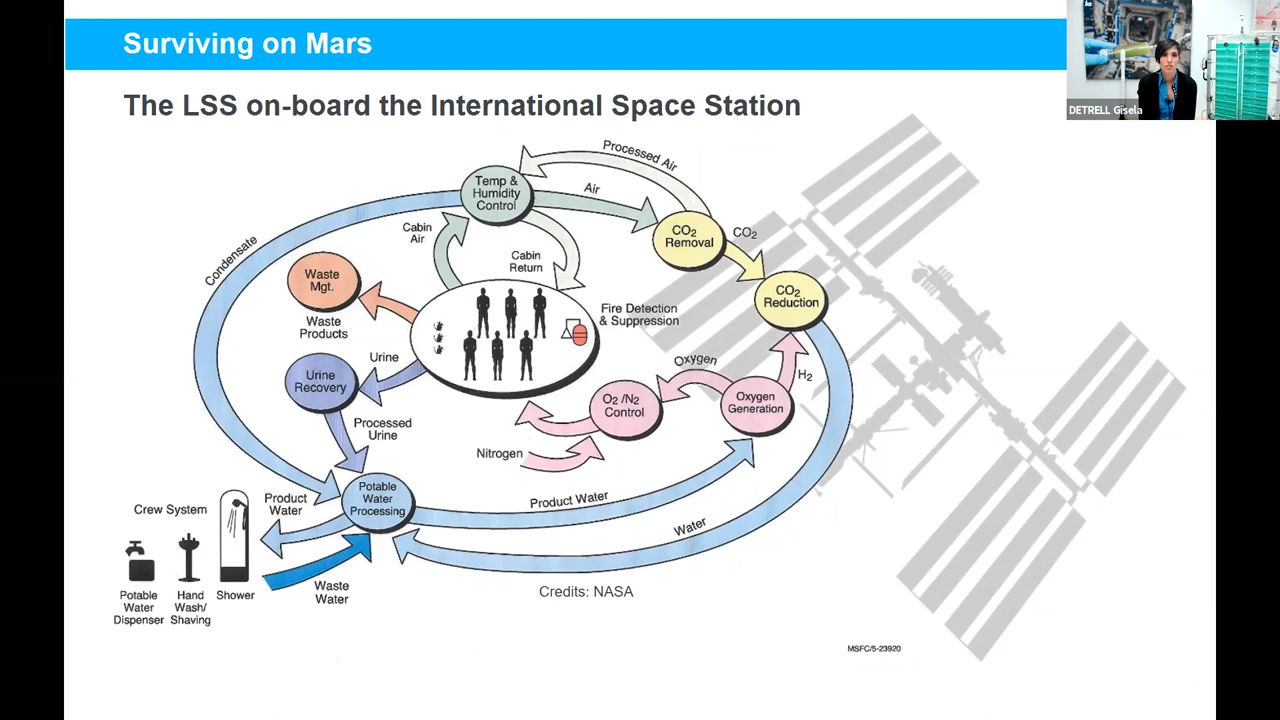 Surviving on Mars
DETRELL Gisela
The LSS on-board the International Space Station
Processed Air
Temp &
Humidity
Control
Air
CO2
Removal
CO2
Cabin
Air
Cabin
Return
Condensate
Waste
Mgt.
Waste
Products
CO2
Reduction
Fire Detection
& Suppression
Urine
Urine
Recovery
Oxygen
H2
O2 /N2
Control
Oxygen
Generation
Processed
Urine
Nitrogen
Potable
Water
Processing
Product Water
Water
Crew System
Product
Water
Waste
Water
Potable
Water
Dispenser
Hand
Wash/
Shaving
Shower
Credits: NASA
MSFC/5-23920